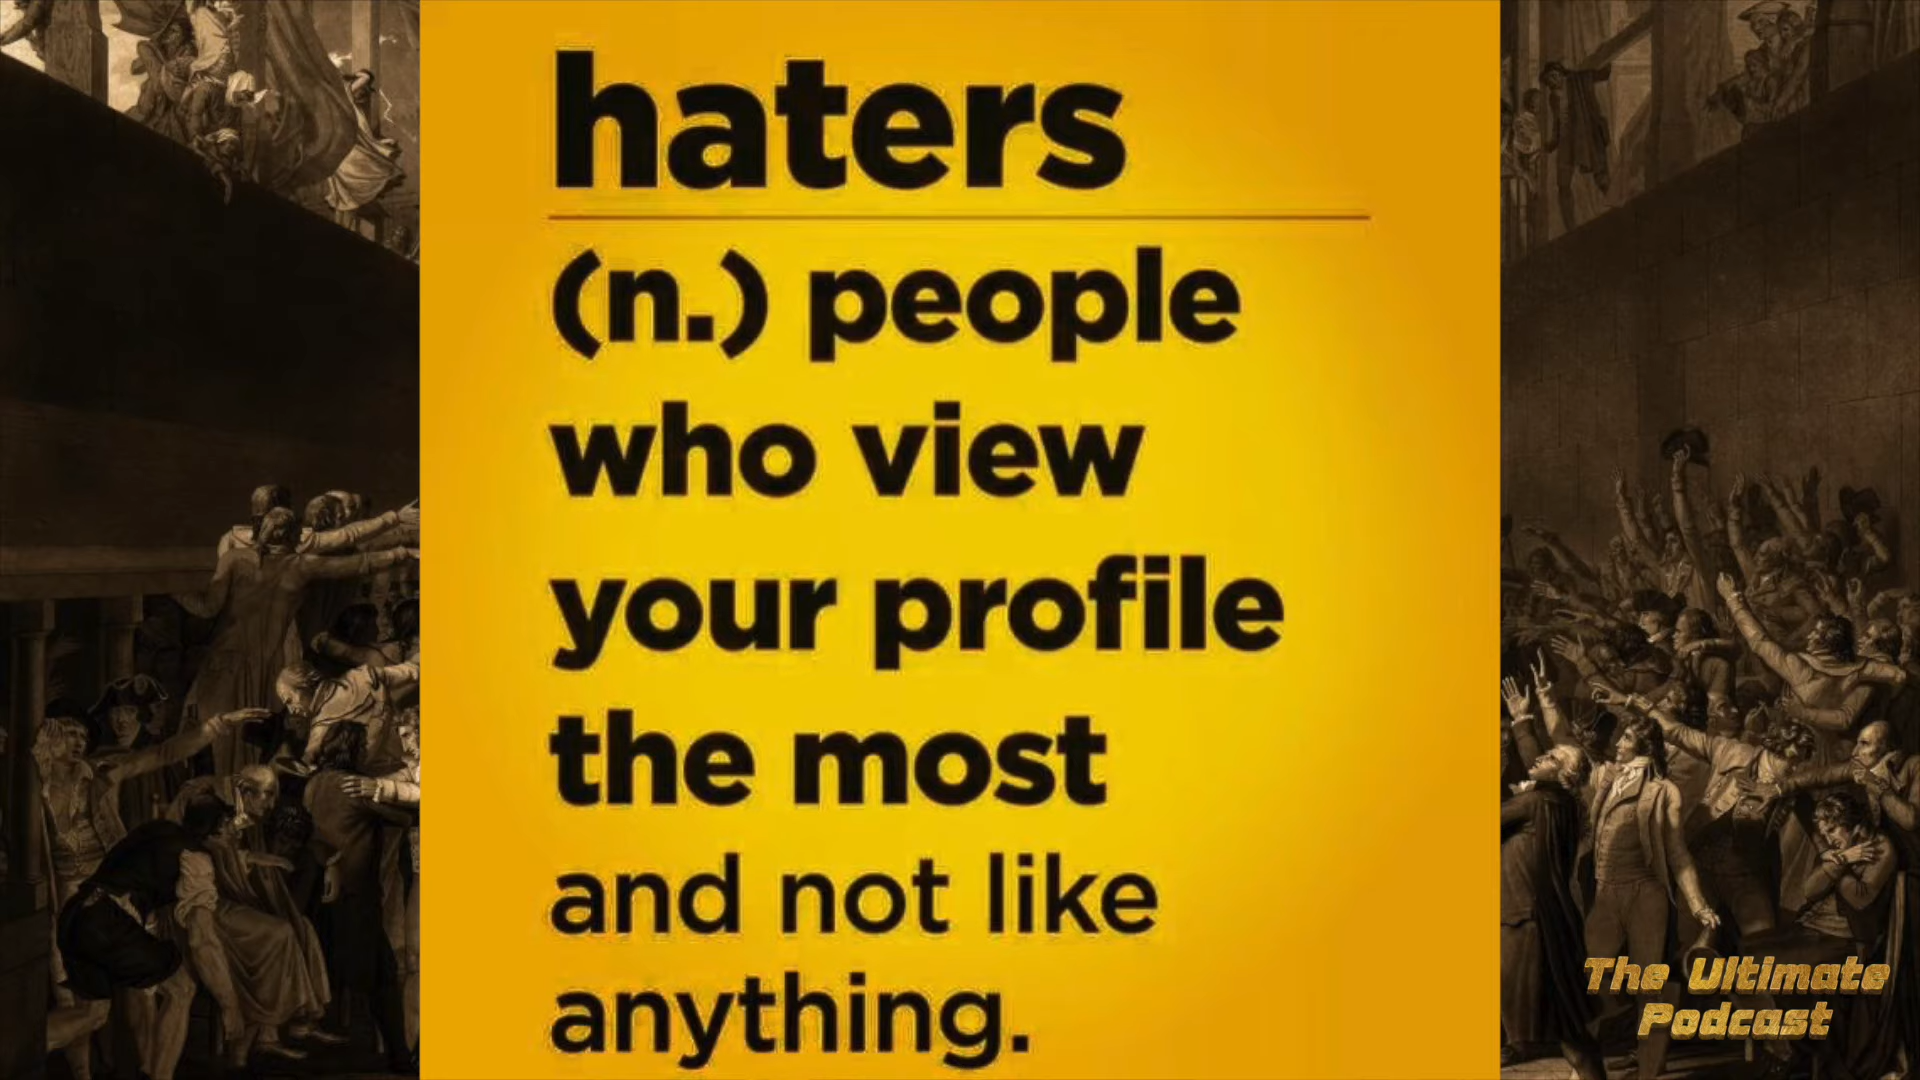 haters
(n.) people
who view
your profile
the most
and not like
anything.
The Ultimate
Podcast